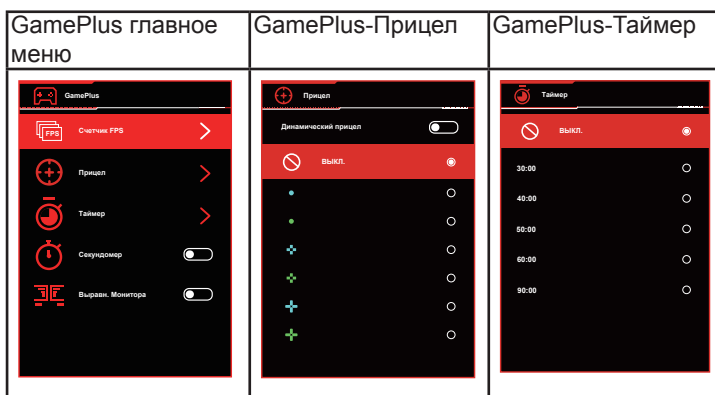 GamePlus главное
меню
GamePlus-Прицел
GamePlus-Таймер
GamePlus
FPS
Счетчик FPS
Прицел
Таймер
Секундомер
Выравн. Монитора
Прицел
Динамический прицел
ВЫКЛ.
Таймер
ВЫКЛ.
30:00
40:00
50:00
60:00
90:00